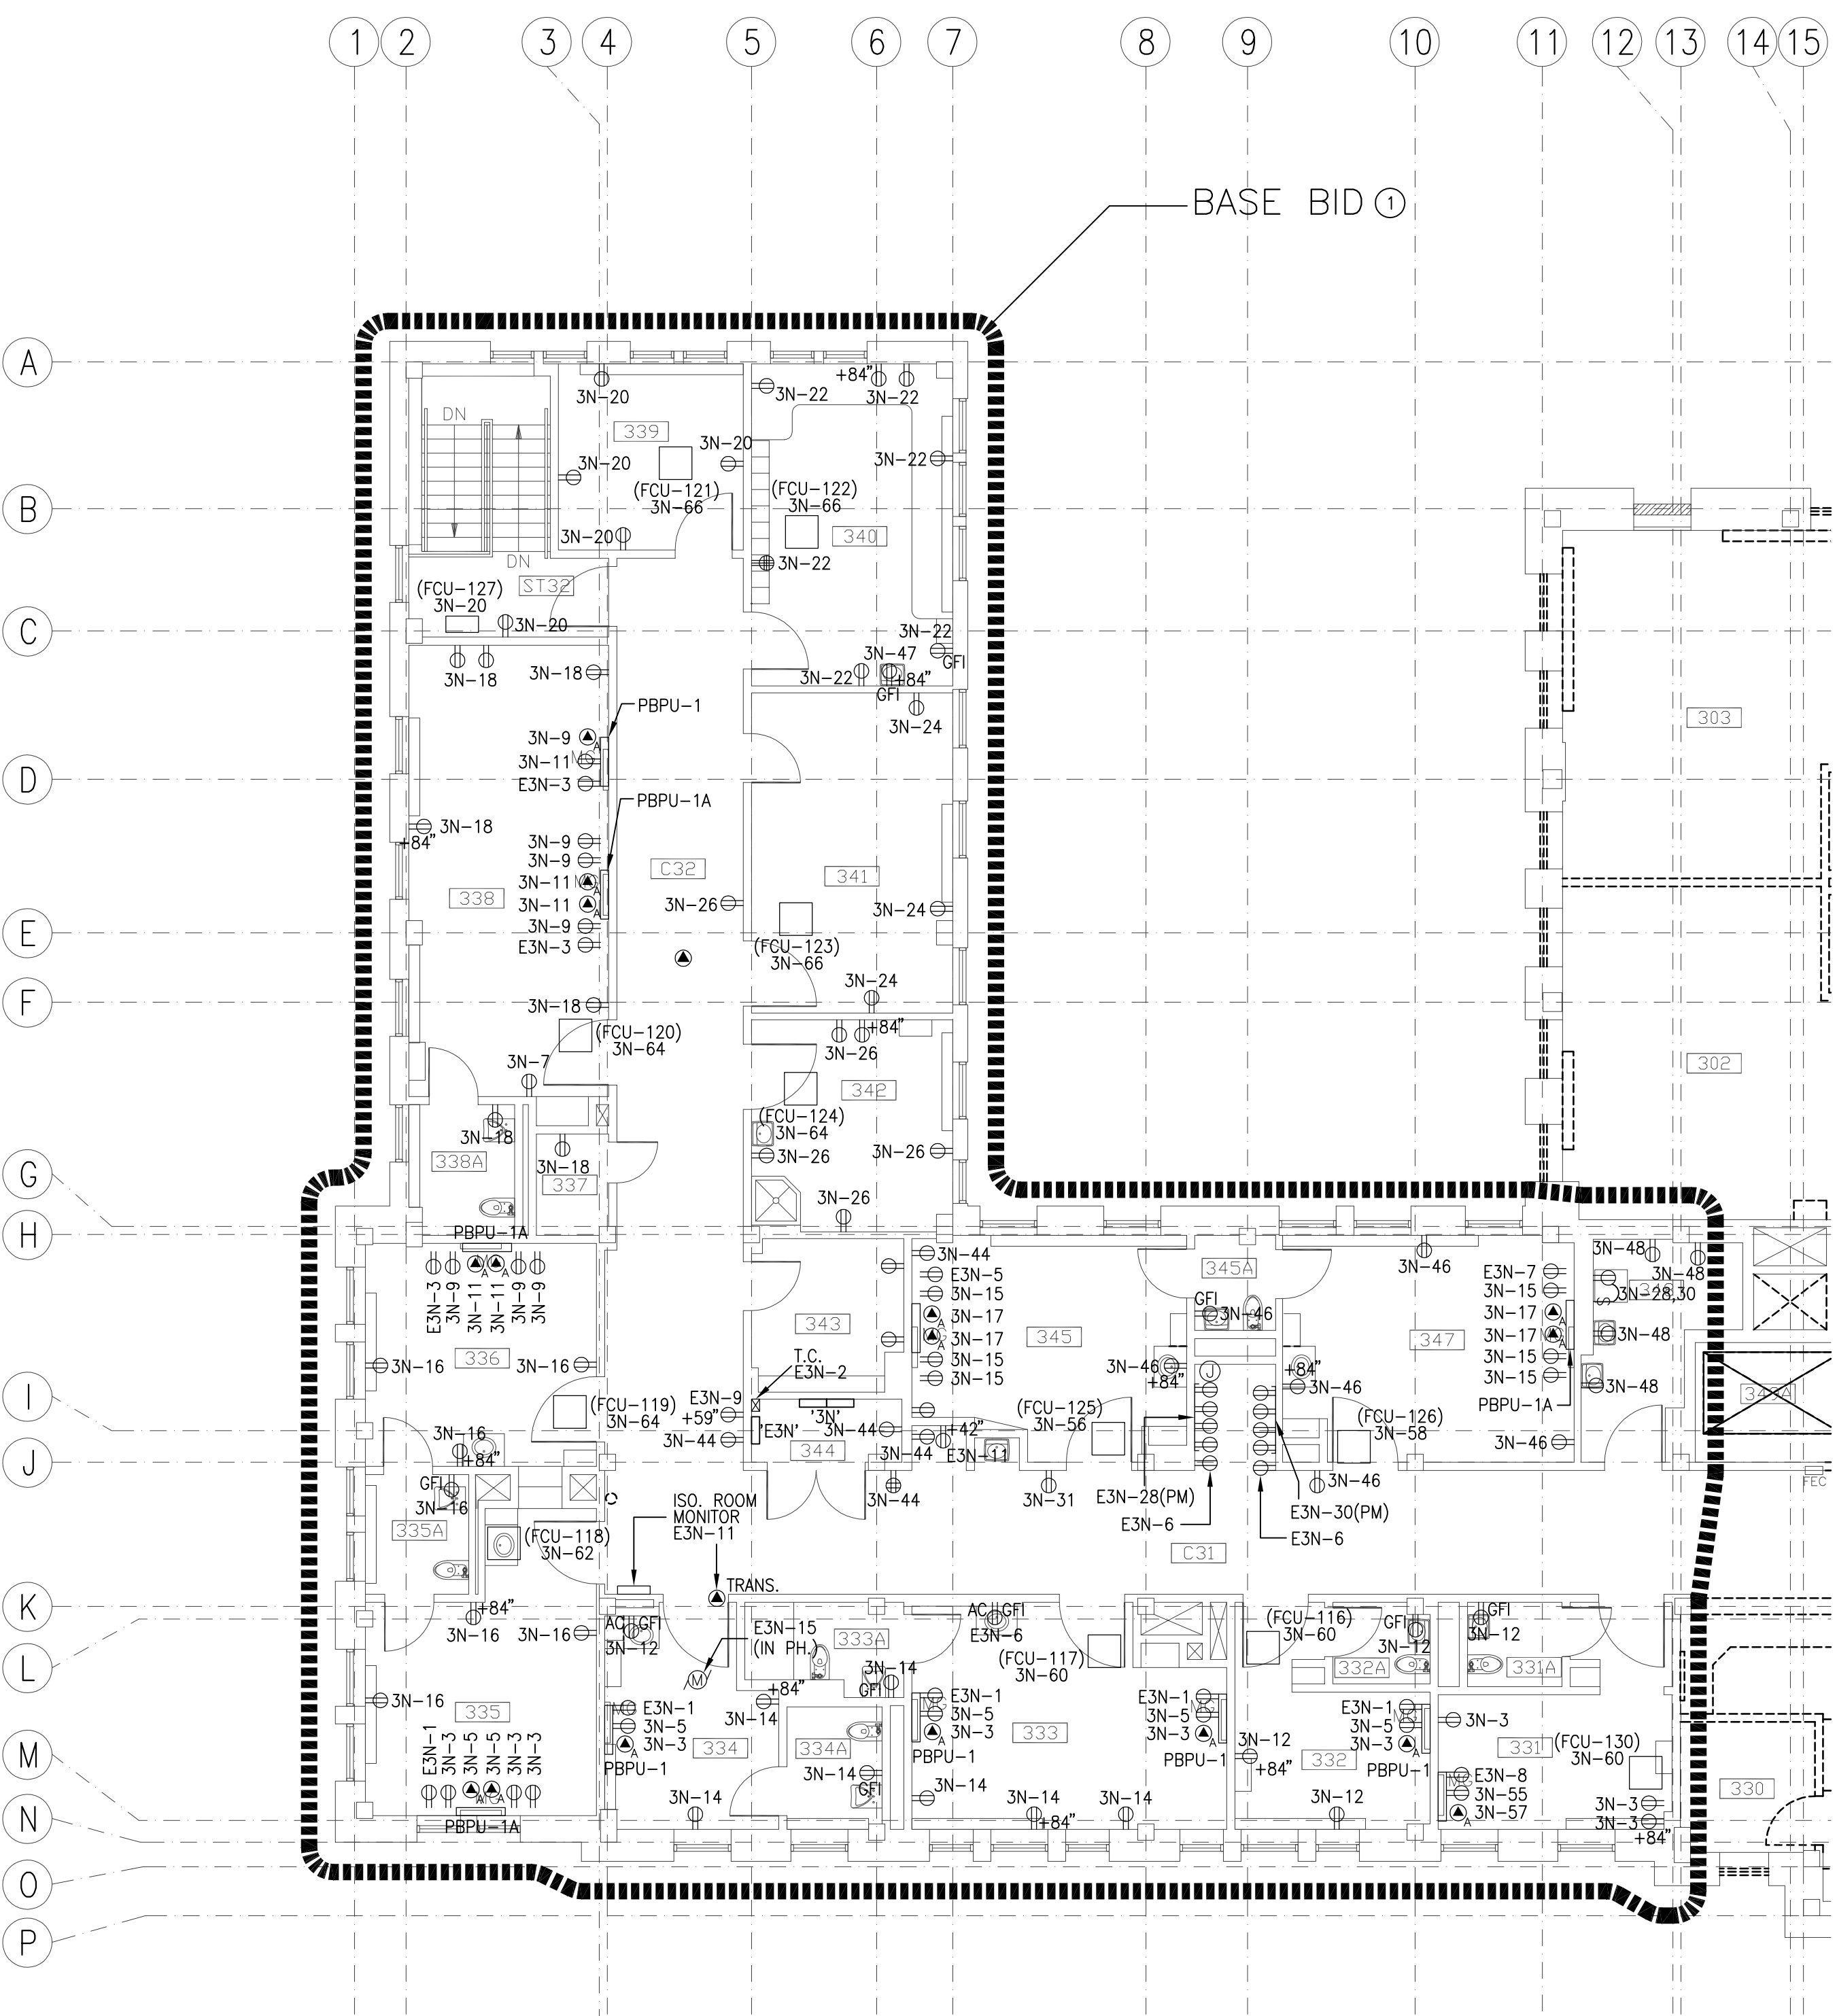 1 2 3 4 5 6 7 8 9 10 11 12 13 14 15
BASE BID 1
A
+84"
3N-20
3N-22
3N-22
DN
339
3N-20
3N-20
3N-22
(FCU-121)
3N-66
(FCU-122)
3N-66
B
3N-20
340
DN
3N-22
ST32
(FCU-127)
3N-20
3N-20
C
3N-22
3N-47
GFI
3N-18
3N-18
3N-22
+84"
GFI
PBPU-1
3N-24
303
3N-9
A
3N-11
MG
D
E3N-3
PBPU-1A
3N-18
+84"
3N-9
3N-9
3N-11
A
C32
341
338
3N-11
A
3N-26
3N-24
3N-9
E
E3N-3
(FCU-123)
3N-66
3N-24
F
3N-18
(FCU-120)
3N-64
+84"
3N-26
3N-7
302
342
(FCU-124)
3N-64
3N-18
338A
3N-18
3N-26
3N-26
G
337
3N-26
H
PBPU-1A
E3N-3
3N-9
3N-11
3N-11
3N-9
3N-9
A
A
3N-44
E3N-5
3N-15
3N-17
A
3N-17
A
MG
3N-15
3N-15
345A
GFI
3N-46
3N-46
3N-48
3N-48
E3N-7
3N-15
3N-17
A
3N-17
A
3N-15
3N-15
3N-28,30
S
3N-48
336
343
345
347
3N-16
3N-16
T.C.
E3N-2
3N-46
+84"
J
+84"
3N-46
3N-48
PBPU-1A
349A
I
(FCU-119)
3N-64
E3N-9
+59"
3N-44
'E3N'
'3N'
344
3N-44
+42"
3N-44
E3N-11
(FCU-125)
3N-56
(FCU-126)
3N-58
3N-46
J
3N-16
+84"
GFI
3N-16
3N-44
3N-31
3N-46
FEC
ISO. ROOM
MONITOR
E3N-11
E3N-28(PM)
E3N-6
E3N-30(PM)
E3N-6
335A
(FCU-118)
3N-62
C31
K
TRANS.
+84"
3N-16
3N-16
AC
GFI
3N-12
E3N-15
(IN PH.)
M
333A
AC
GFI
E3N-6
(FCU-117)
3N-60
(FCU-116)
3N-60
GFI
3N-12
GFI
3N-12
L
332A
331A
3N-14
GFI
3N-16
335
+84"
3N-14
E3N-1
MG
3N-5
3N-3
A
PBPU-1
334
334A
E3N-1
MG
3N-5
3N-3
A
333
E3N-1
MG
3N-5
3N-3
A
PBPU-1
3N-12
+84"
332
E3N-1
MG
3N-5
3N-3
A
PBPU-1
3N-3
331
(FCU-130)
3N-60
M
E3N-1
3N-3
3N-5
3N-5
3N-3
3N-3
A
A
MG
PBPU-1A
3N-14
GFI
3N-14
E3N-8
MG
3N-55
3N-57
A
330
3N-14
3N-14
+84"
3N-14
3N-12
3N-3
3N-3
+84"
N
O
P